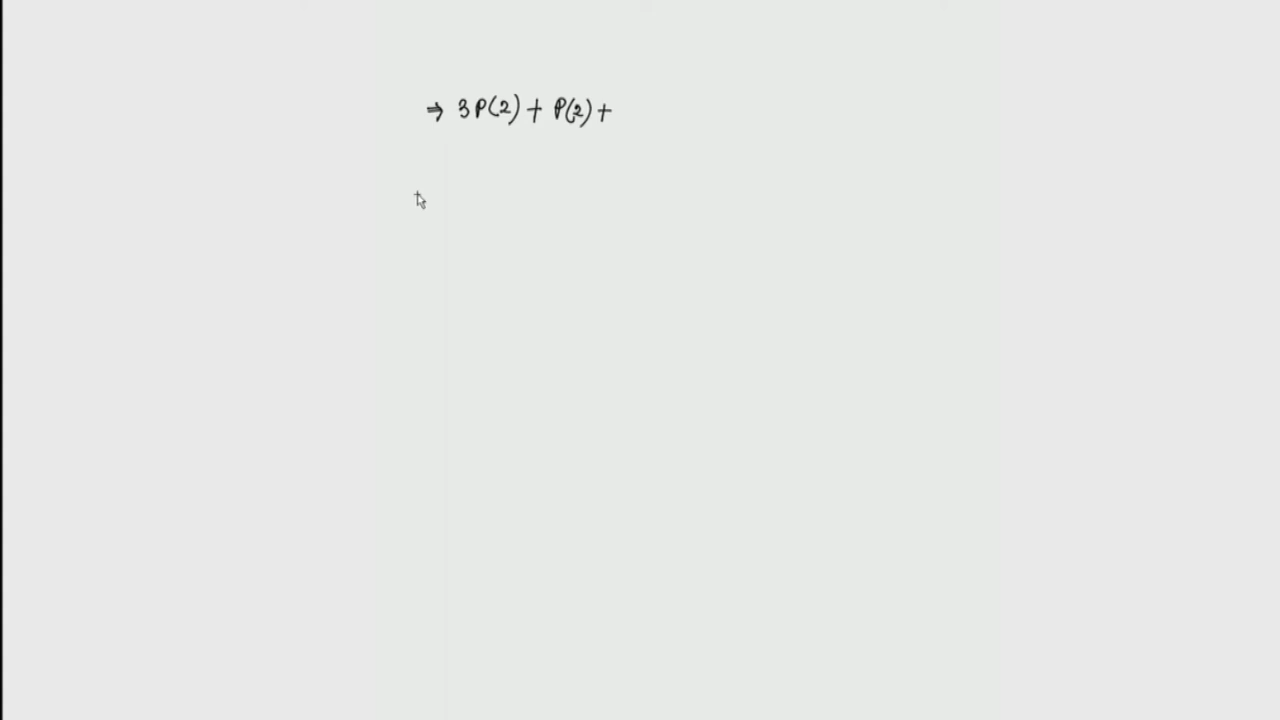 ⇒ 3P(2) + P(2) +